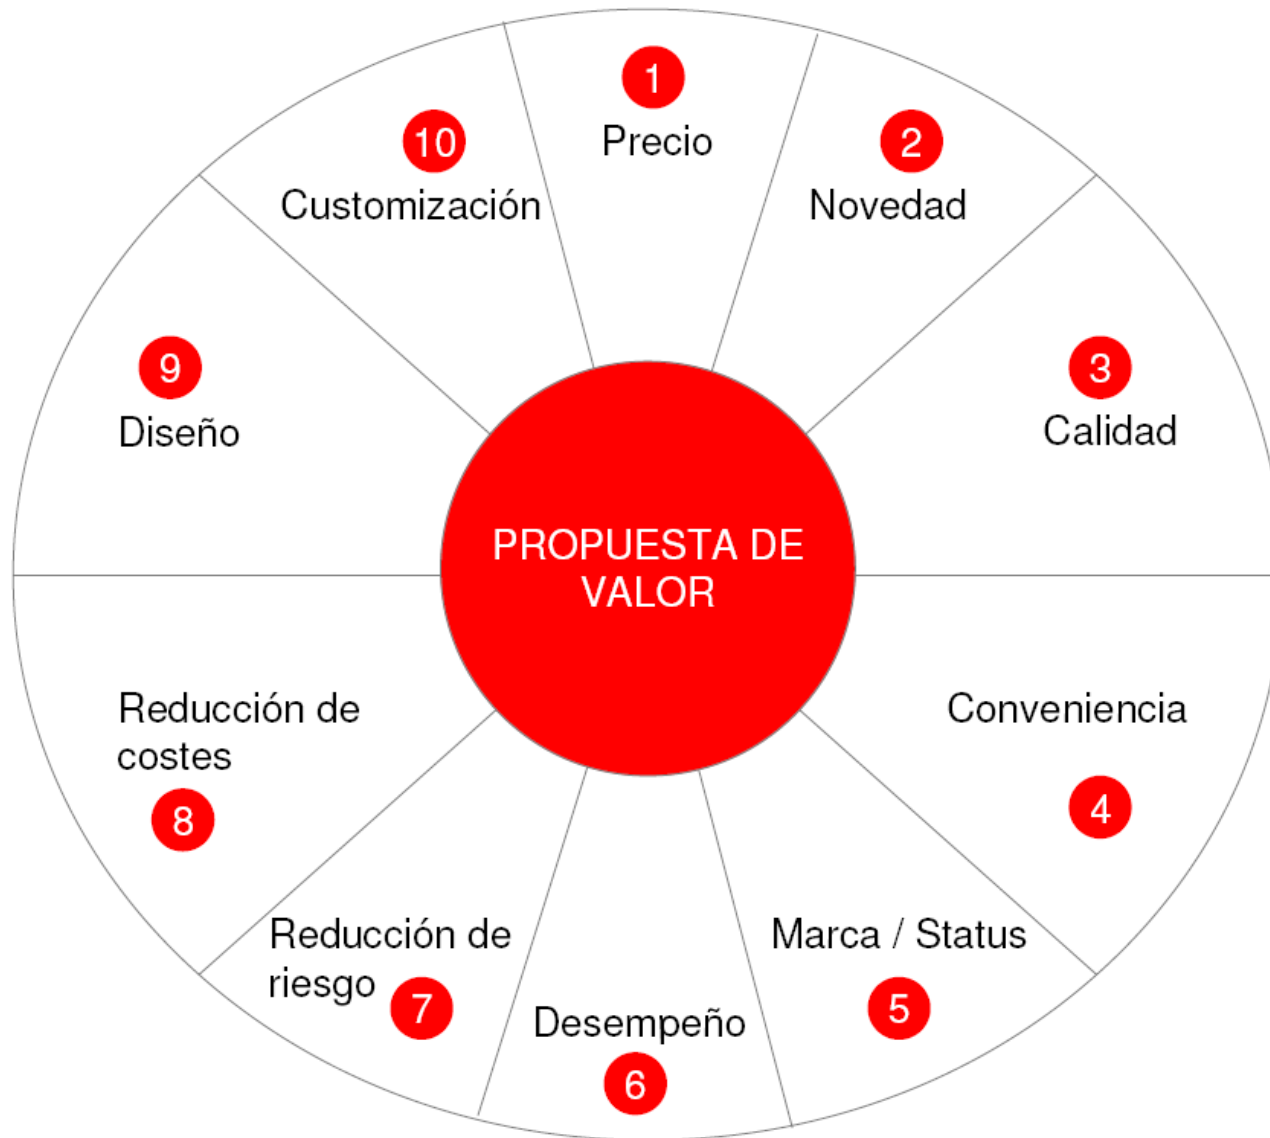 1
Precio
2
Novedad
3
Calidad
Conveniencia
4
Marca / Status
5
Desempeño
6
Reducción de
riesgo
7
Reducción de
costes
8
9
Diseño
10
Customización
PROPUESTA DE
VALOR